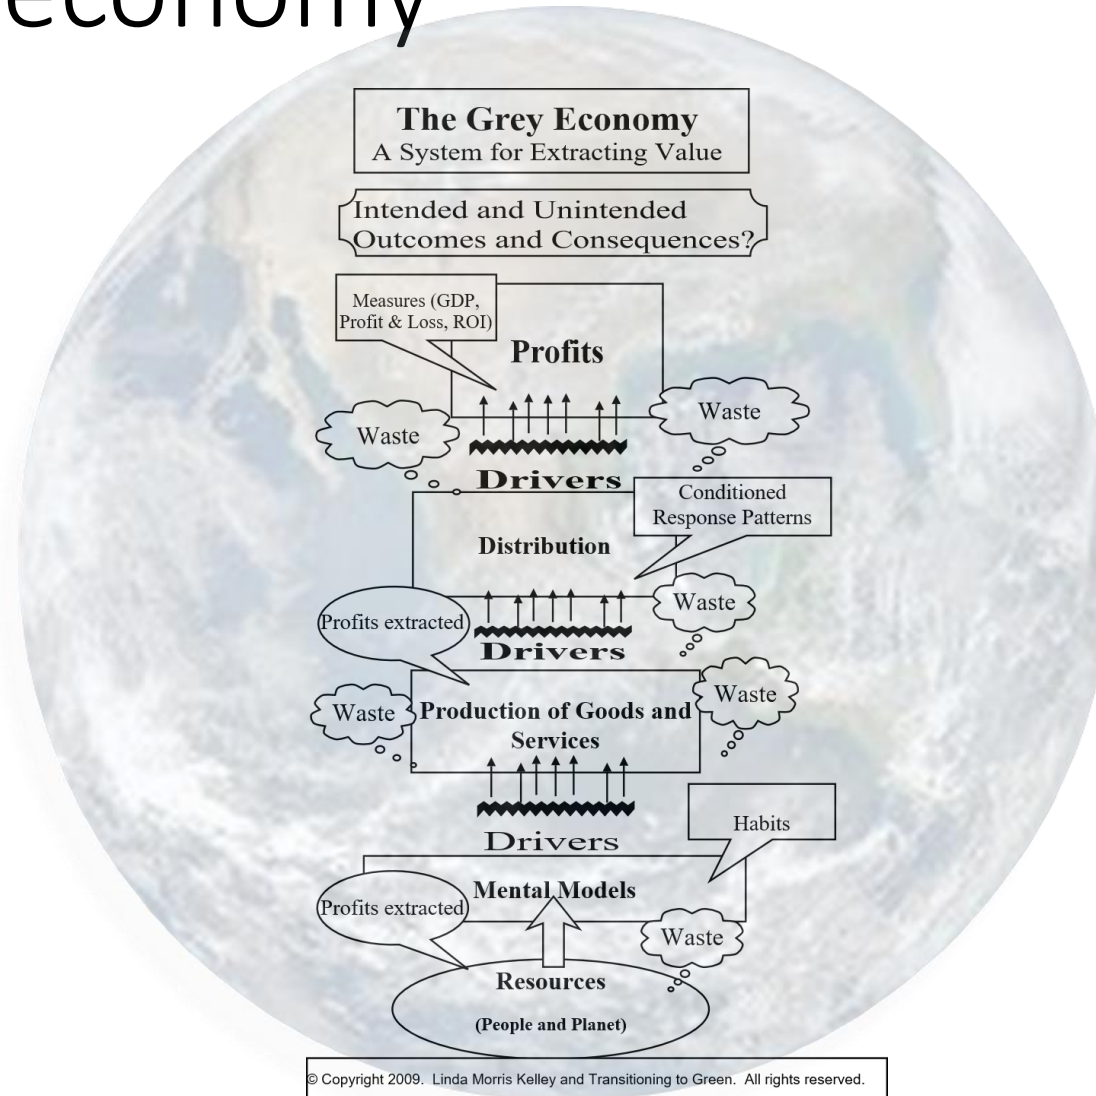 economy
The Grey Economy
A System for Extracting Value
Intended and Unintended
Outcomes and Consequences?
Measures (GDP,
Profit & Loss, ROI)
Profits
Waste
Waste
Drivers
Conditioned
Response Patterns
Distribution
Waste
Profits extracted
Drivers
Waste
Production of Goods and
Services
Waste
Habits
Drivers
Mental Models
Profits extracted
Waste
Resources
(People and Planet)
© Copyright 2009. Linda Morris Kelley and Transitioning to Green. All rights reserved.